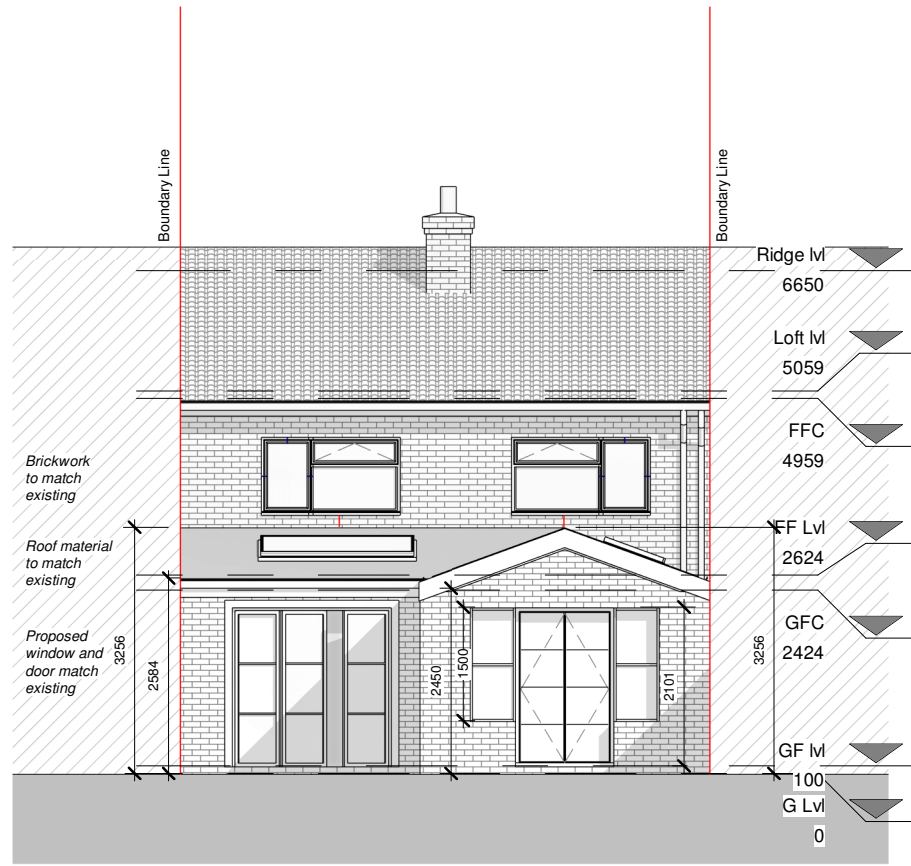 Boundary Line
Boundary Line
Ridge lvl
6650
Loft lvl
5059
FFC
4959
Brickwork
to match
existing
FF Lvl
2624
Roof material
to match
existing
GFC
2424
Proposed
window and
door match
existing
3256
2584
2450
1500
2101
3256
GF lvl
100
G Lvl
0